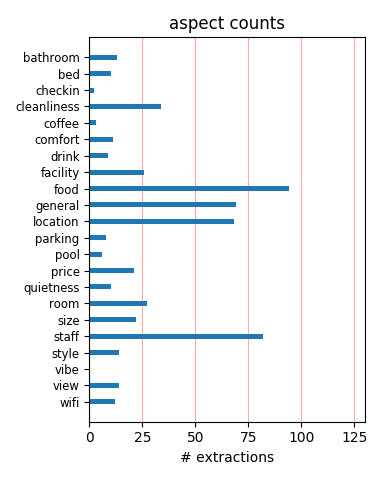 aspect counts
bathroom
bed
checkin
cleanliness
coffee
comfort
drink
facility
food
general
location
parking
pool
price
quietness
room
size
staff
style
vibe
view
wifi
0 25 50 75 100 125
# extractions